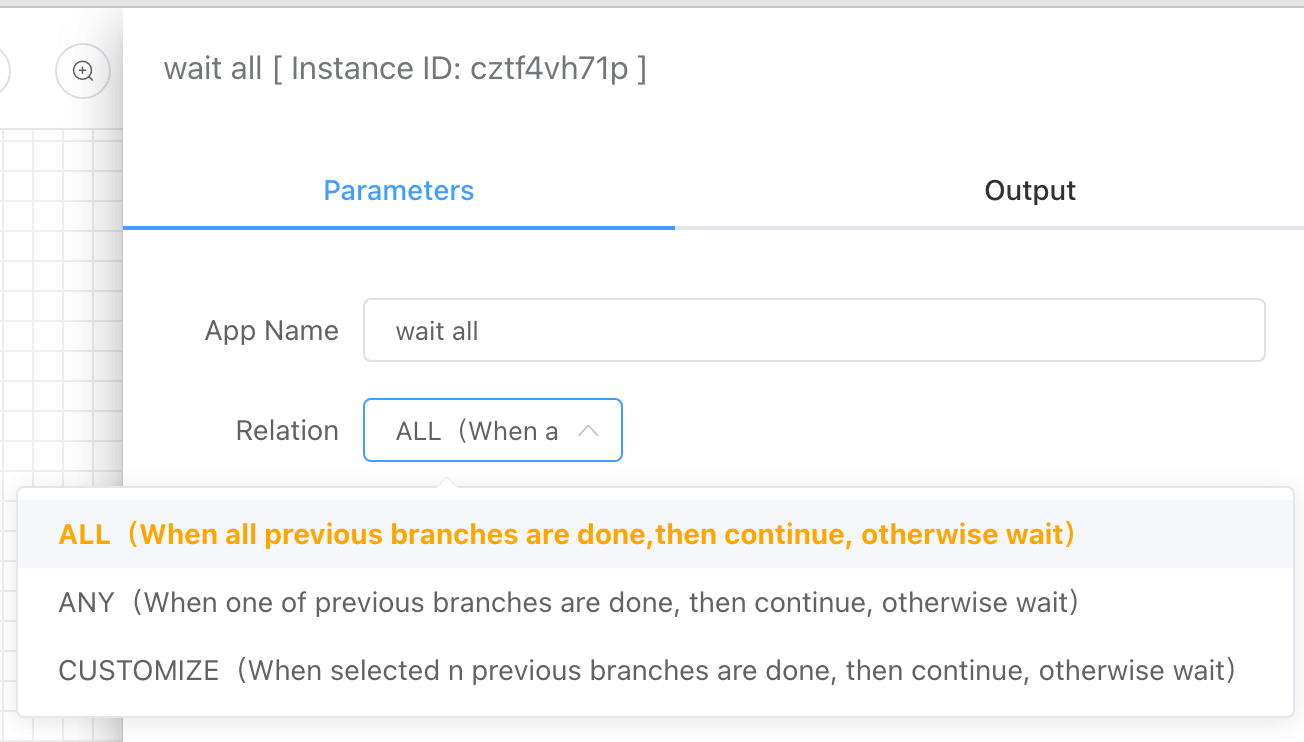 wait all [ Instance ID: cztf4vh71p ]
Parameters
Output
App Name
wait all
Relation
ALL（When a
ALL（When all previous branches are done,then continue, otherwise wait）
ANY（When one of previous branches are done, then continue, otherwise wait）
CUSTOMIZE（When selected n previous branches are done, then continue, otherwise wait）